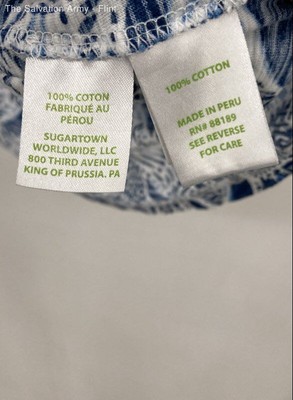 The Salvation Army - Flint
100% COTON
FABRIQUÉ AU
PÉROU
SUGARTOWN
WORLDWIDE, LLC
800 THIRD AVENUE
KING OF PRUSSIA. PA
100% COTTON
MADE IN PERU
RN# 88189
SEE REVERSE
FOR CARE